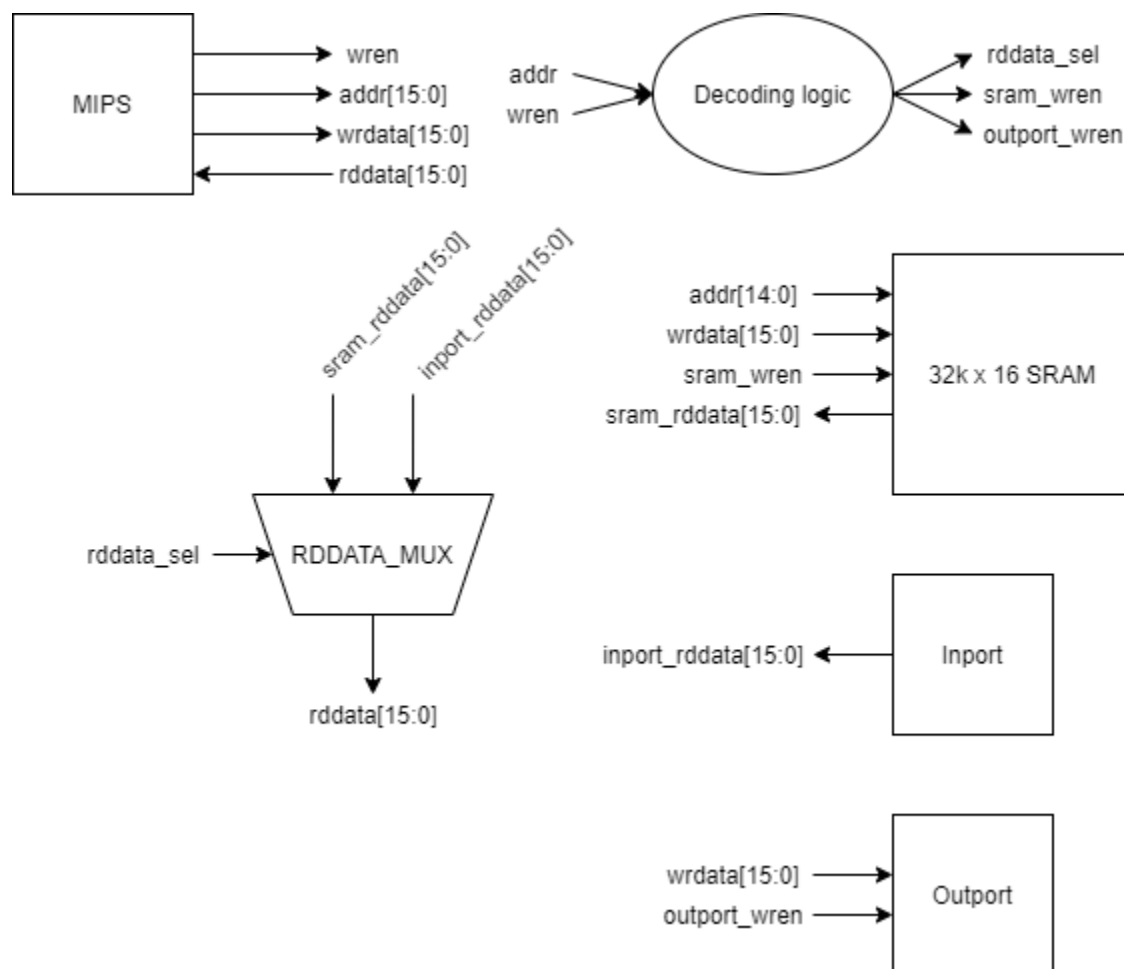 MIPS
wren
addr[15:0]
wrdata[15:0]
rddata[15:0]
addr
wren
Decoding logic
rddata_sel
sram_wren
outport_wren
sram_rddata[15:0]
inport_rddata[15:0]
rddata_sel
RDDATA_MUX
rddata[15:0]
addr[14:0]
wrdata[15:0]
sram_wren
sram_rddata[15:0]
32k x 16 SRAM
inport_rddata[15:0]
Inport
wrdata[15:0]
outport_wren
Outport